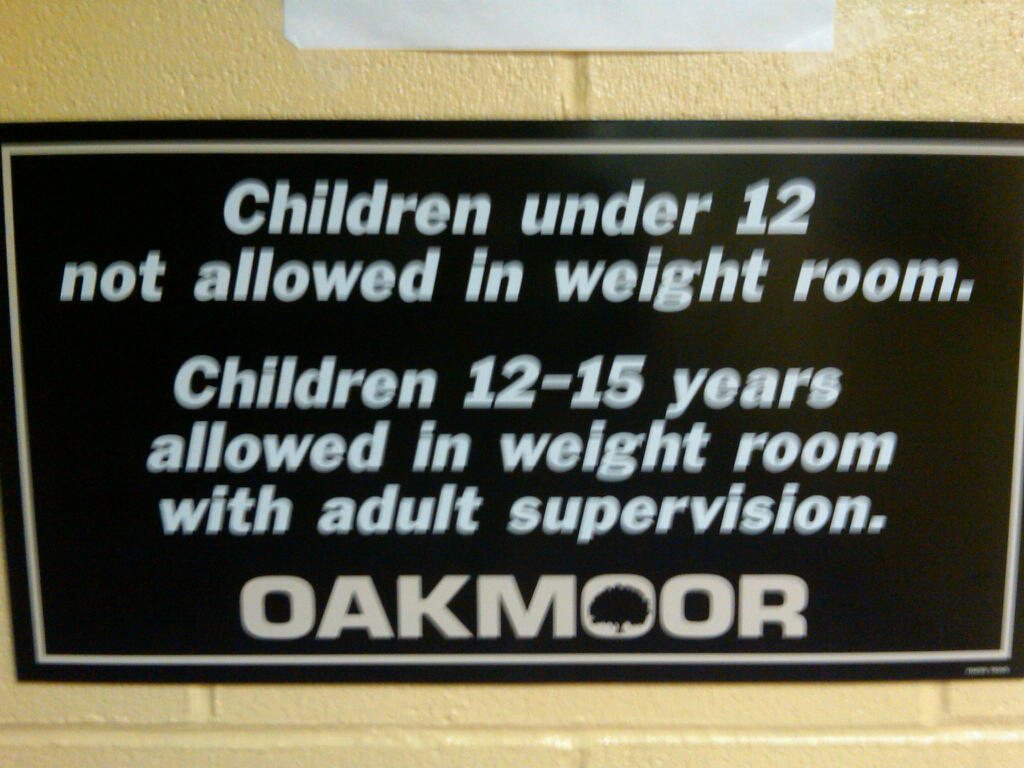 Children under 12
not allowed in weight room.
Children 12-15 years
allowed in weight room
with adult supervision.
OAKMOOR